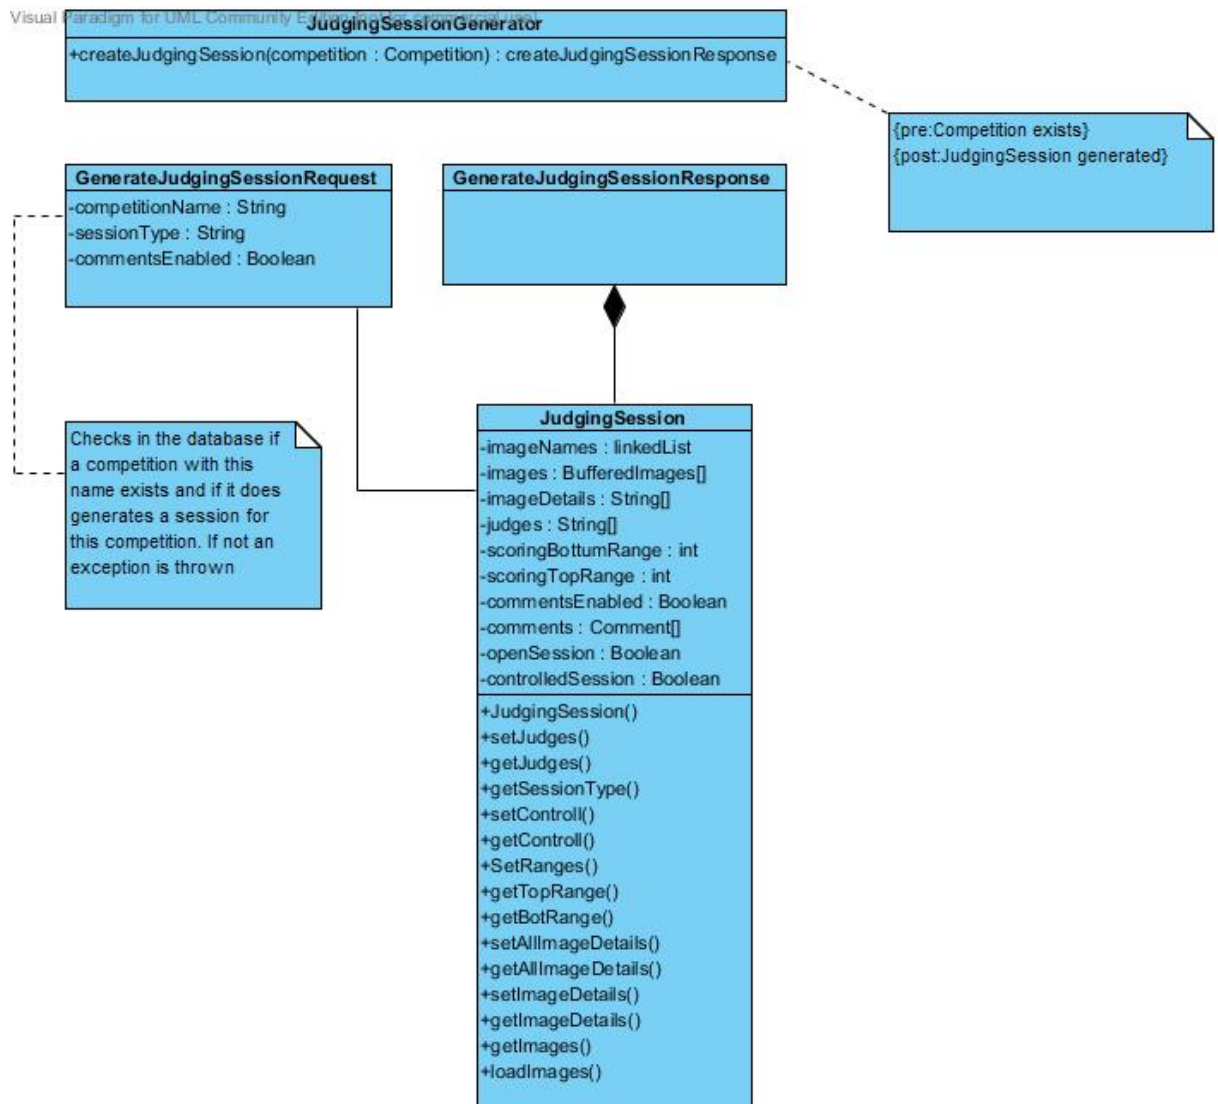 Visual Paradigm for UML Community Edition [not for commercial use]
JudgingSessionGenerator
+createJudgingSession(competition : Competition) : createJudgingSessionResponse
{pre:Competition exists}
{post:JudgingSession generated}
GenerateJudgingSessionRequest
-competitionName : String
-sessionType : String
-commentsEnabled : Boolean
GenerateJudgingSessionResponse
Checks in the database if
a competition with this
name exists and if it does
generates a session for
this competition. If not an
exception is thrown
JudgingSession
-imageNames : linkedList
-images : BufferedImages[]
-imageDetails : String[]
-judges : String[]
-scoringBottumRange : int
-scoringTopRange : int
-commentsEnabled : Boolean
-comments : Comment[]
-openSession : Boolean
-controlledSession : Boolean
+JudgingSession()
+setJudges()
+getJudges()
+getSessionType()
+setControll()
+getControll()
+SetRanges()
+getTopRange()
+getBotRange()
+setAllImageDetails()
+getAllImageDetails()
+setImageDetails()
+getImageDetails()
+getImages()
+loadImages()